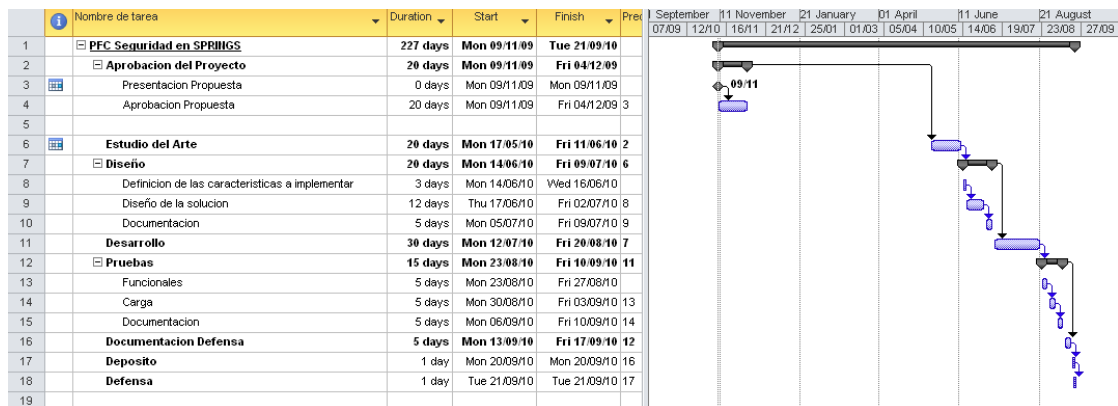 Nombre de tarea Duration Start Finish Prec
September 11 November 21 January 01 April 11 June 21 August
07/09 12/10 16/11 21/12 25/01 01/03 05/04 10/05 14/06 19/07 23/08 27/09
1 PFC Seguridad en SPRINGS 227 days Mon 09/11/09 Tue 21/09/10
2 Aprobacion del Proyecto 20 days Mon 09/11/09 Fri 04/12/09
3 Presentacion Propuesta 0 days Mon 09/11/09 Mon 09/11/09 09/11
4 Aprobacion Propuesta 20 days Mon 09/11/09 Fri 04/12/09 3
5
6 Estudio del Arte 20 days Mon 17/05/10 Fri 11/06/10 2
7 Diseño 20 days Mon 14/06/10 Fri 09/07/10 6
8 Definicion de las caracteristicas a implementar 3 days Mon 14/06/10 Wed 16/06/10
9 Diseño de la solucion 12 days Thu 17/06/10 Fri 02/07/10 8
10 Documentacion 5 days Mon 05/07/10 Fri 09/07/10 9
11 Desarrollo 30 days Mon 12/07/10 Fri 20/08/10 7
12 Pruebas 15 days Mon 23/08/10 Fri 10/09/10 11
13 Funcionales 5 days Mon 23/08/10 Fri 27/08/10
14 Carga 5 days Mon 30/08/10 Fri 03/09/10 13
15 Documentacion 5 days Mon 06/09/10 Fri 10/09/10 14
16 Documentacion Defensa 5 days Mon 13/09/10 Fri 17/09/10 12
17 Deposito 1 day Mon 20/09/10 Mon 20/09/10 16
18 Defensa 1 day Tue 21/09/10 Tue 21/09/10 17
19